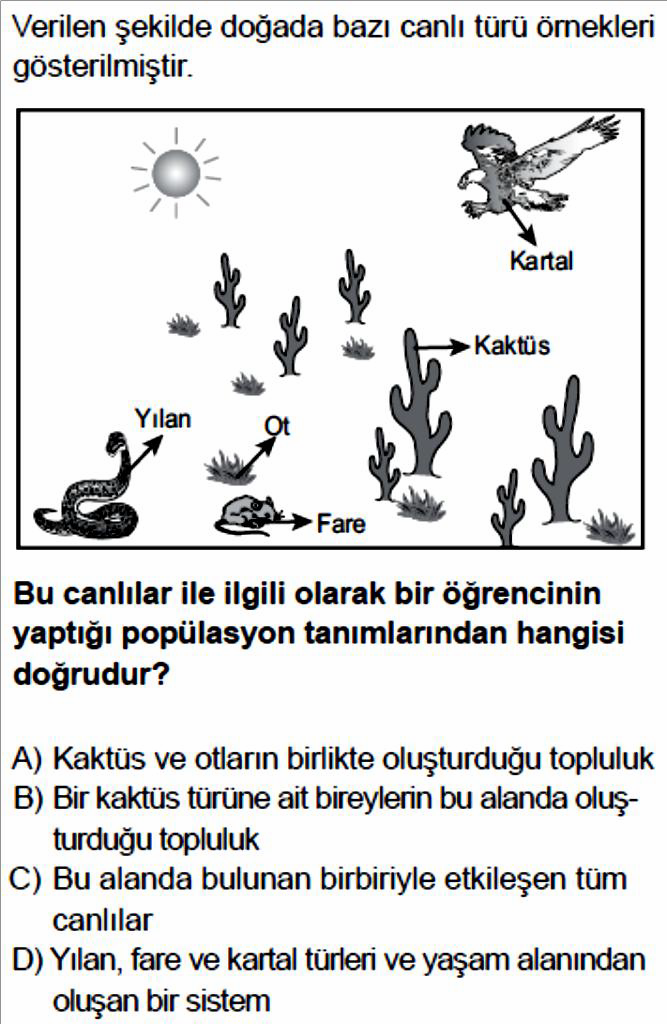 Verilen şekilde doğada bazı canlı türü örnekleri
gösterilmiştir.
Kartal
Kaktüs
Yılan
Ot
Fare
Bu canlılar ile ilgili olarak bir öğrencinin
yaptığı popülasyon tanımlarından hangisi
doğrudur?
A) Kaktüs ve otların birlikte oluşturduğu topluluk
B) Bir kaktüs türüne ait bireylerin bu alanda oluş-
turduğu topluluk
C) Bu alanda bulunan birbiriyle etkileşen tüm
canlılar
D) Yılan, fare ve kartal türleri ve yaşam alanından
oluşan bir sistem